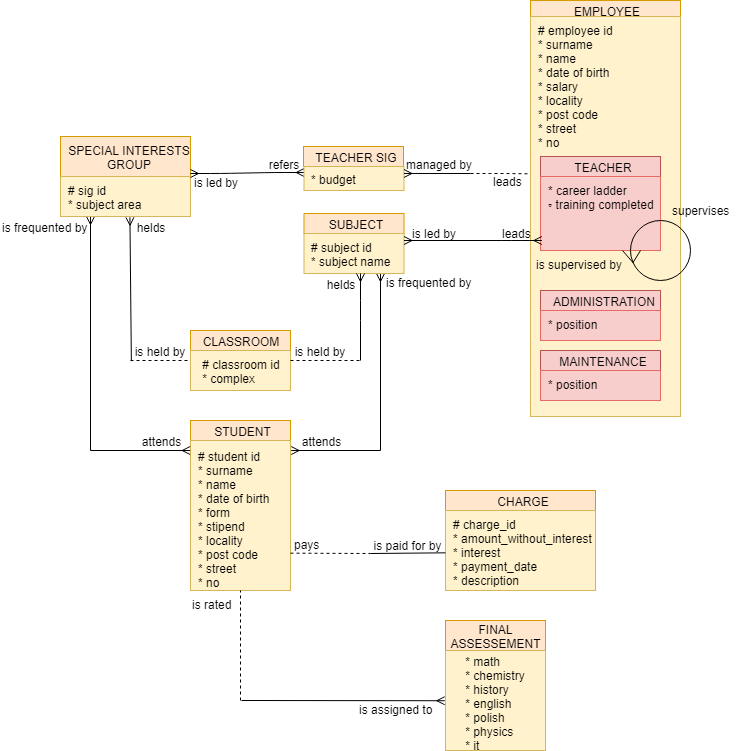 EMPLOYEE
# employee id
* surname
* name
* date of birth
* salary
* locality
* post code
* street
* no
TEACHER
* career ladder
∘ training completed
supervises
is supervised by
ADMINISTRATION
* position
MAINTENANCE
* position
SPECIAL INTERESTS
GROUP
# sig id
* subject area
refers
is led by
TEACHER SIG
* budget
managed by
leads
SUBJECT
# subject id
* subject name
is led by
leads
is frequented by
helds
helds
is frequented by
CLASSROOM
# classroom id
* complex
is held by
is held by
STUDENT
# student id
* surname
* name
* date of birth
* form
* stipend
* locality
* post code
* street
* no
attends
attends
pays
is paid for by
CHARGE
# charge_id
* amount_without_interest
* interest
* payment_date
* description
is rated
is assigned to
FINAL
ASSESSEMENT
* math
* chemistry
* history
* english
* polish
* physics
* it